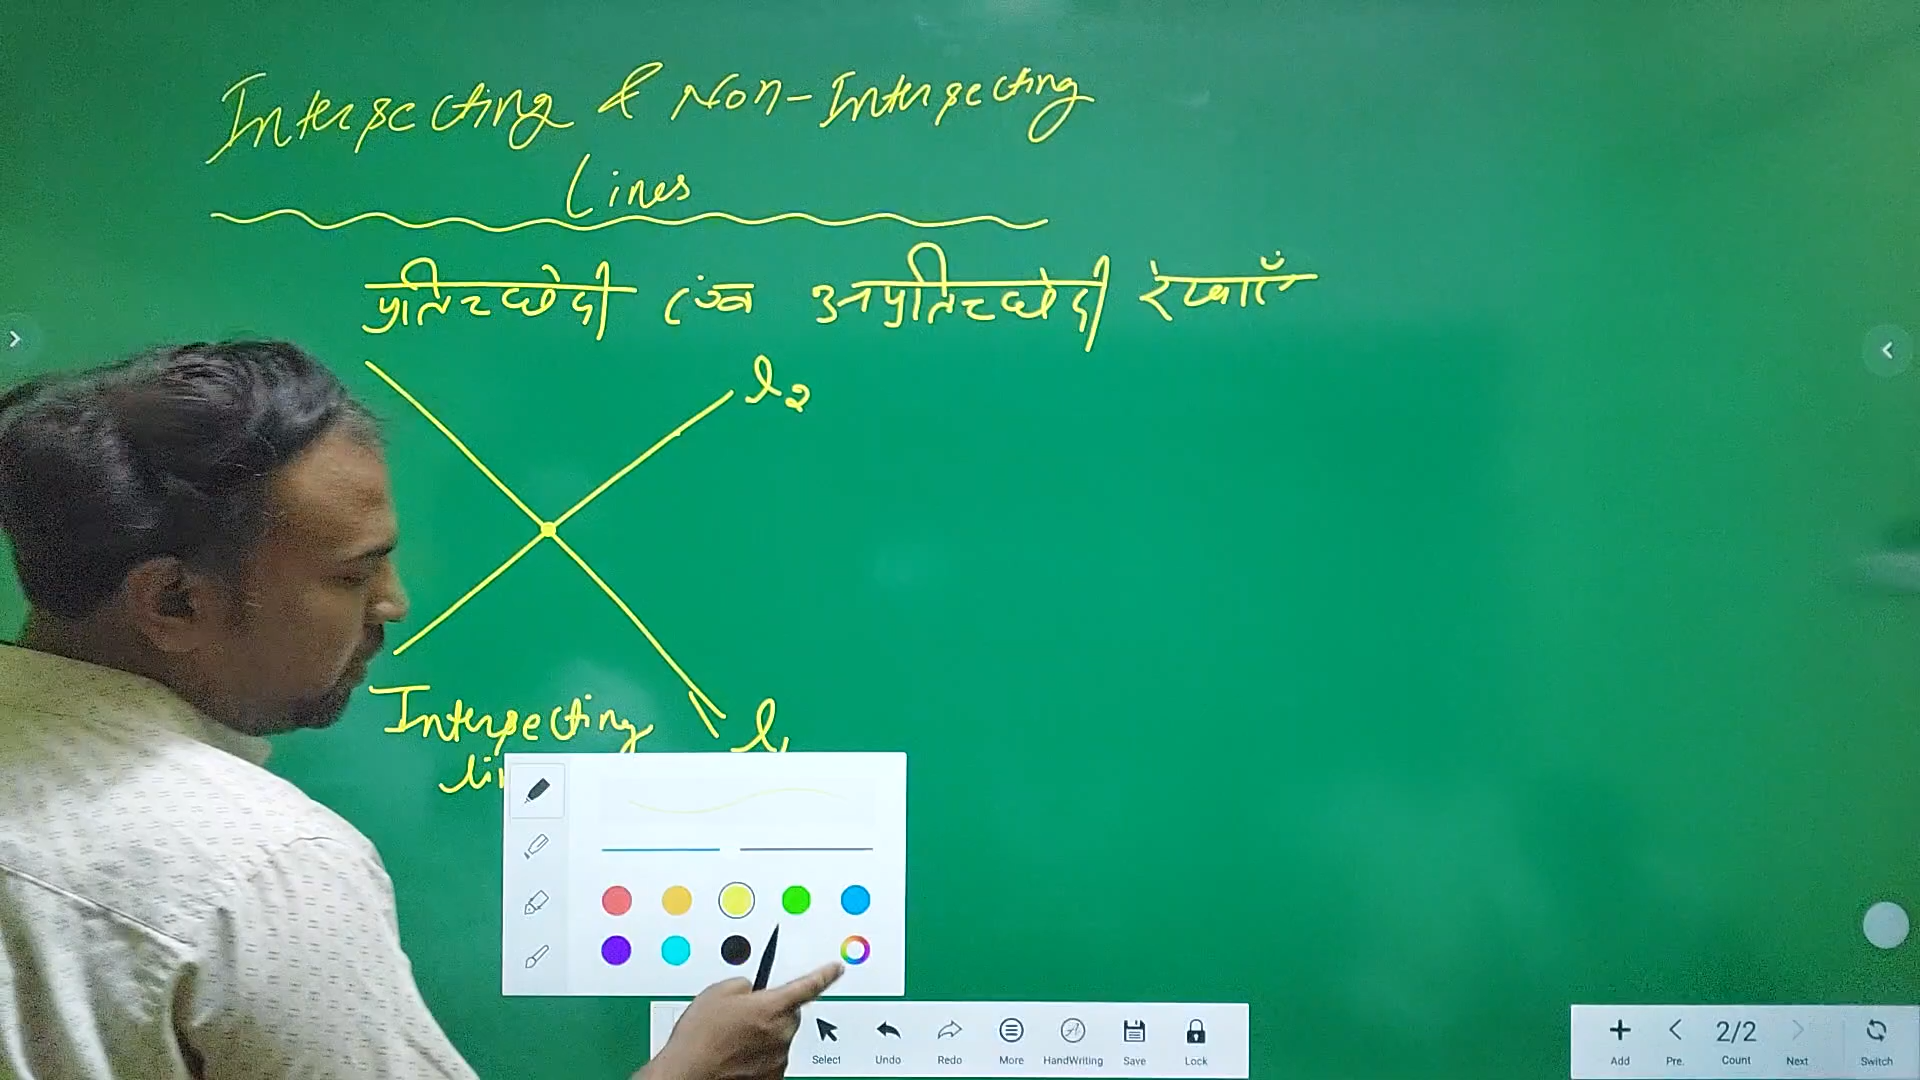 Intersecting & Non-Intersecting
Lines
प्रतिच्छेदी एंव अप्रतिच्छेदी रेखाएँ
l2
Intersecting
l1
Select Undo Redo More HandWriting Save Lock
Add Pre. 2/2 Count Next Switch